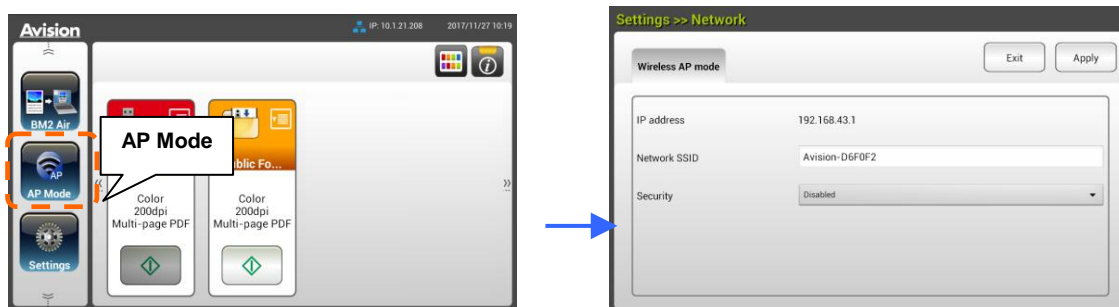 Avision
IP: 10.1.21.208
2017/11/27 10:19
BM2 Air
AP
AP Mode
Settings
AP Mode
blic Fo...
Color
200dpi
Multi-page PDF
Color
200dpi
Multi-page PDF
Settings >> Network
Wireless AP mode
Exit
Apply
IP address
192.168.43.1
Network SSID
Avision-D6F0F2
Security
Disabled